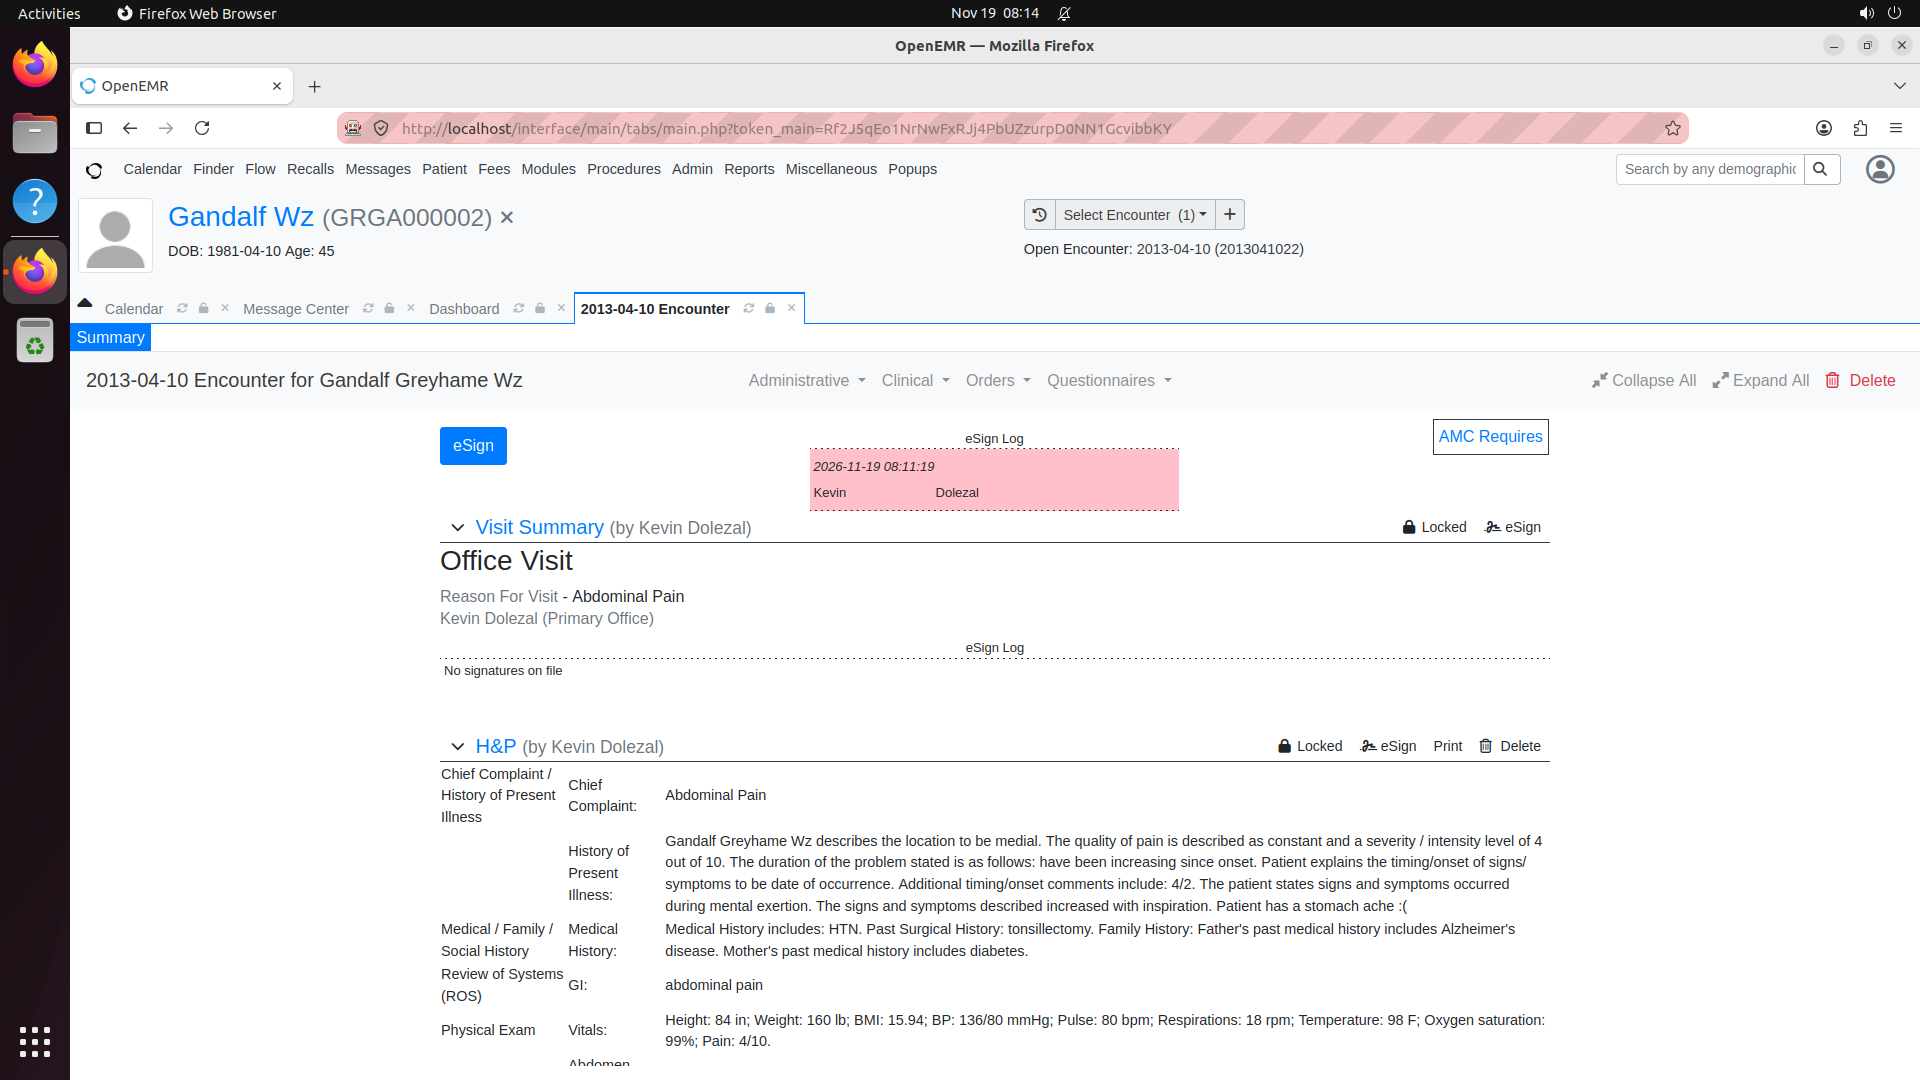 Activities
Firefox Web Browser
Nov 19 08:14
OpenEMR — Mozilla Firefox
OpenEMR
http://localhost/interface/main/tabs/main.php?token_main=Rf2J5qEo1NrNwFxRJj4PbUZzurpD0NN1GcvibbKY
Calendar Finder Flow Recalls Messages Patient Fees Modules Procedures Admin Reports Miscellaneous Popups
Search by any demographic
Gandalf Wz (GRGA000002)
Select Encounter (1)
DOB: 1981-04-10 Age: 45
Open Encounter: 2013-04-10 (2013041022)
Calendar Message Center Dashboard 2013-04-10 Encounter
Summary
2013-04-10 Encounter for Gandalf Greyhame Wz
Administrative Clinical Orders Questionnaires
Collapse All Expand All Delete
eSign
eSign Log
AMC Requires
2026-11-19 08:11:19
Kevin Dolezal
Visit Summary (by Kevin Dolezal)
Locked eSign
Office Visit
Reason For Visit - Abdominal Pain
Kevin Dolezal (Primary Office)
eSign Log
No signatures on file
H&P (by Kevin Dolezal)
Locked eSign Print Delete
Chief Complaint /
History of Present
Illness
Chief
Complaint:
Abdominal Pain
History of
Present
Illness:
Gandalf Greyhame Wz describes the location to be medial. The quality of pain is described as constant and a severity / intensity level of 4
out of 10. The duration of the problem stated is as follows: have been increasing since onset. Patient explains the timing/onset of signs/
symptoms to be date of occurrence. Additional timing/onset comments include: 4/2. The patient states signs and symptoms occurred
during mental exertion. The signs and symptoms described increased with inspiration. Patient has a stomach ache :(
Medical / Family /
Social History
Medical
History:
Medical History includes: HTN. Past Surgical History: tonsillectomy. Family History: Father's past medical history includes Alzheimer's
disease. Mother's past medical history includes diabetes.
Review of Systems
(ROS)
GI:
abdominal pain
Physical Exam
Vitals:
Height: 84 in; Weight: 160 lb; BMI: 15.94; BP: 136/80 mmHg; Pulse: 80 bpm; Respirations: 18 rpm; Temperature: 98 F; Oxygen saturation:
99%; Pain: 4/10.
Abdomen